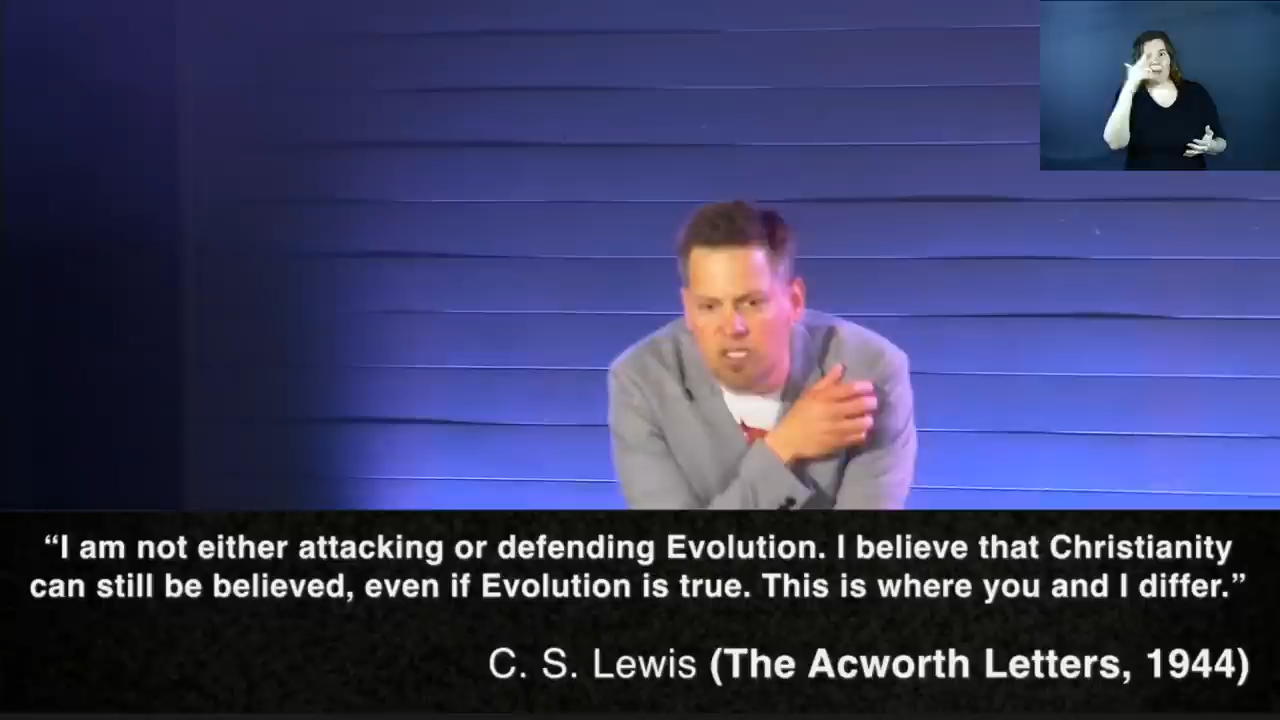 “I am not either attacking or defending Evolution. I believe that Christianity
can still be believed, even if Evolution is true. This is where you and I differ.”
C. S. Lewis (The Acworth Letters, 1944)